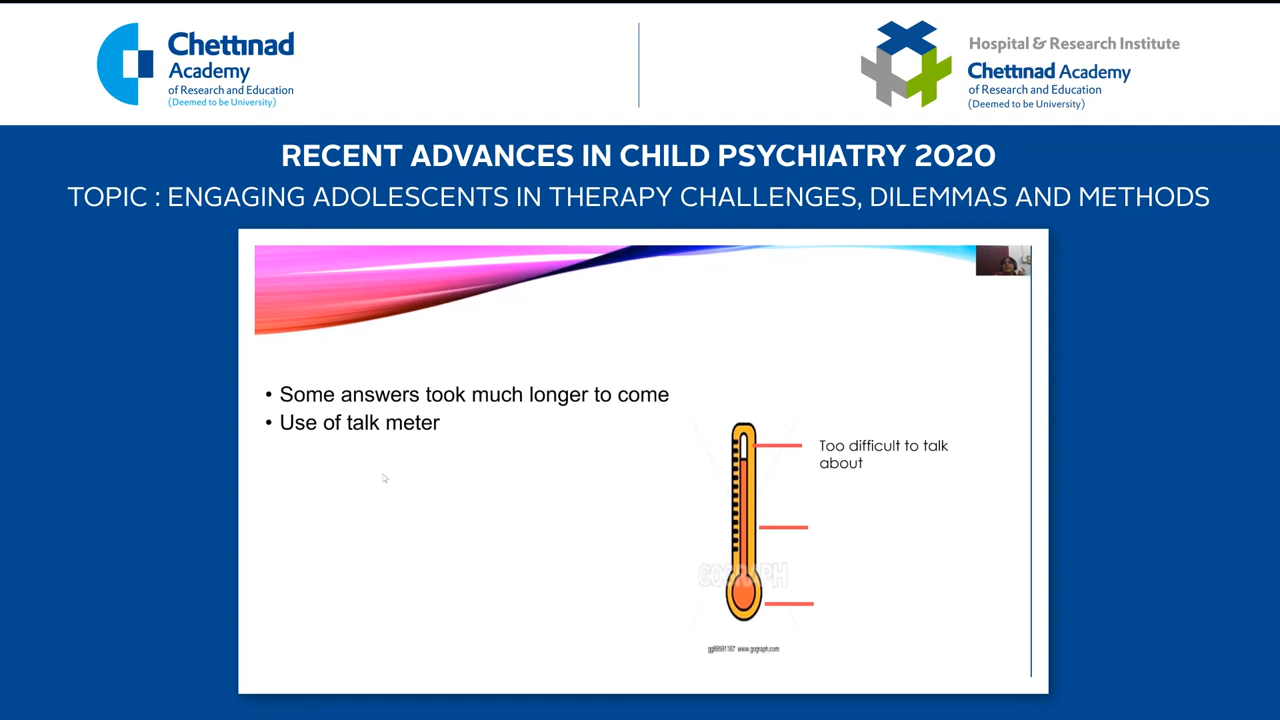 Chettinad
Academy
of Research and Education
(Deemed to be University)
Hospital & Research Institute
Chettinad Academy
of Research and Education
(Deemed to be University)
RECENT ADVANCES IN CHILD PSYCHIATRY 2020
TOPIC : ENGAGING ADOLESCENTS IN THERAPY CHALLENGES, DILEMMAS AND METHODS
• Some answers took much longer to come
• Use of talk meter
Too difficult to talk
about
GOGRAPH
www.gograph.com